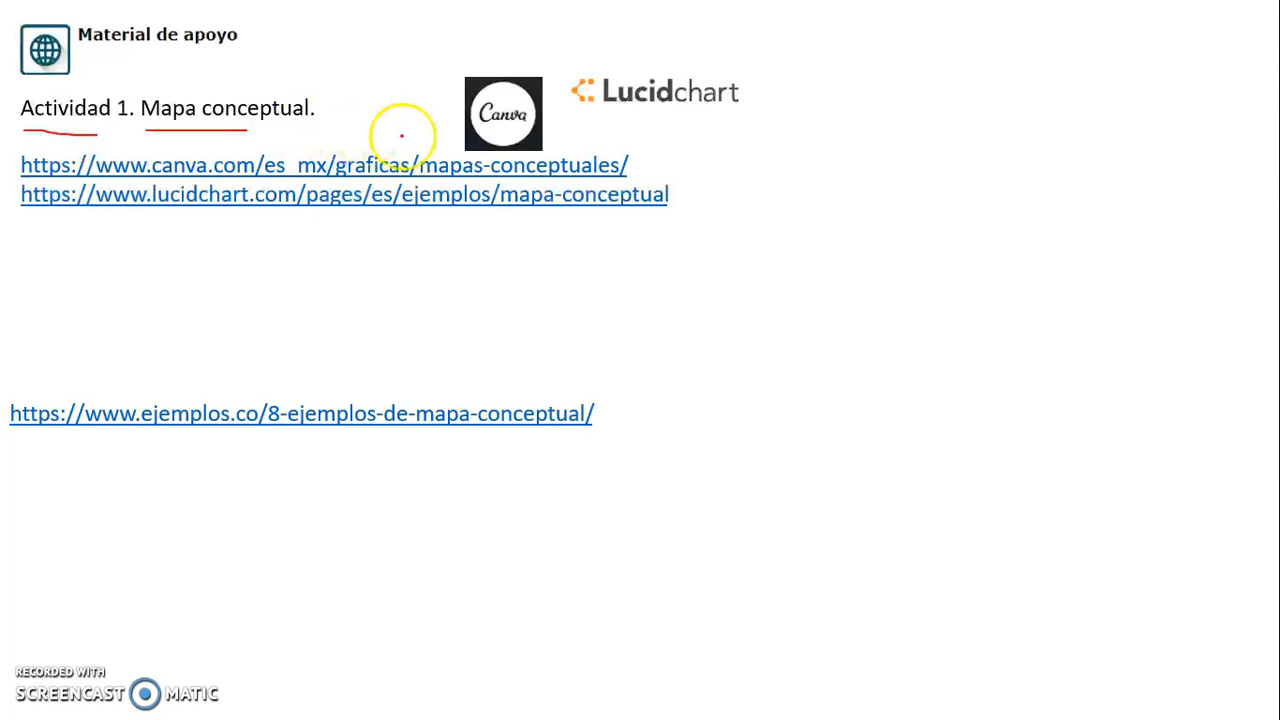 Material de apoyo
Canva
Lucidchart
Actividad 1. Mapa conceptual.
https://www.canva.com/es_mx/graficas/mapas-conceptuales/
https://www.lucidchart.com/pages/es/ejemplos/mapa-conceptual
https://www.ejemplos.co/8-ejemplos-de-mapa-conceptual/
RECORDED WITH
SCREENCAST MATIC